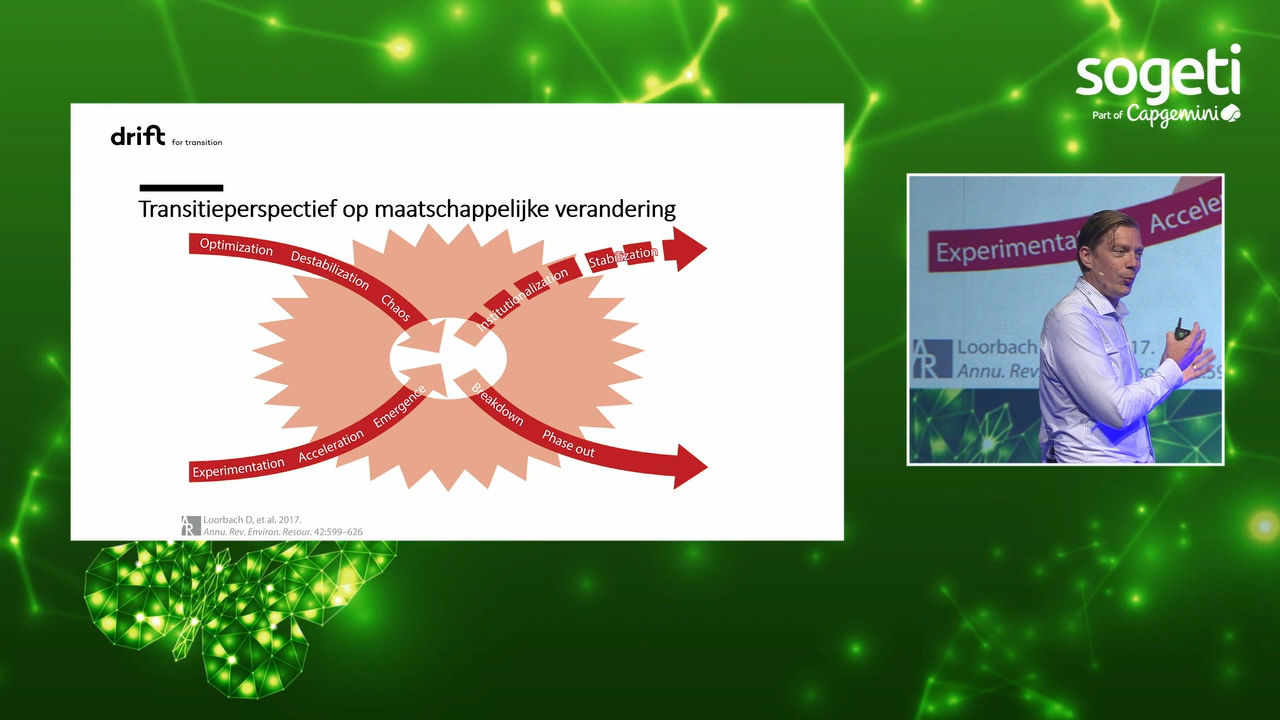 sogeti
Part of Capgemini
drift for transition
Transitieperspectief op maatschappelijke verandering
Optimization Destabilization Chaos
Institutionalization Stabilization
Experimentation Acceleration Emergence
Breakdown Phase out
AR
Loorbach D, et al. 2017.
Annu. Rev. Environ. Resour. 42:599–626
Experimenta Accele
AR
Loorbach 17.
Annu. Rev